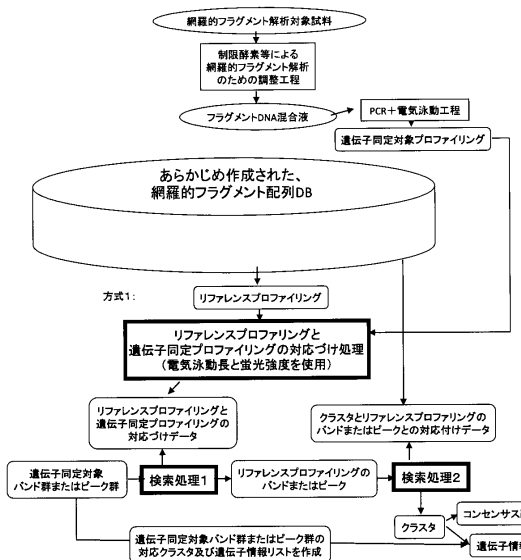 網羅的フラグメント解析対象試料
制限酵素等による
網羅的フラグメント解析
のための調整工程
フラグメントDNA混合液
PCR+電気泳動工程
遺伝子同定対象プロファイリング
あらかじめ作成された、
網羅的フラグメント配列DB
方式1:
リファレンスプロファイリング
リファレンスプロファリングと
遺伝子同定プロファイリングの対応づけ処理
(電気泳動長と蛍光強度を使用)
リファレンスプロファイリングと
遺伝子同定プロファイリングの
対応づけデータ
クラスタとリファレンスプロファイリングの
バンドまたはピークとの対応付けデータ
遺伝子同定対象
バンド群またはピーク群
検索処理1
リファレンスプロファイリングの
バンドまたはピーク
検索処理2
クラスタ
コンセンサス
遺伝子情報
遺伝子同定対象バンド群またはピーク群の
対応クラスタ及び遺伝子情報リストを作成